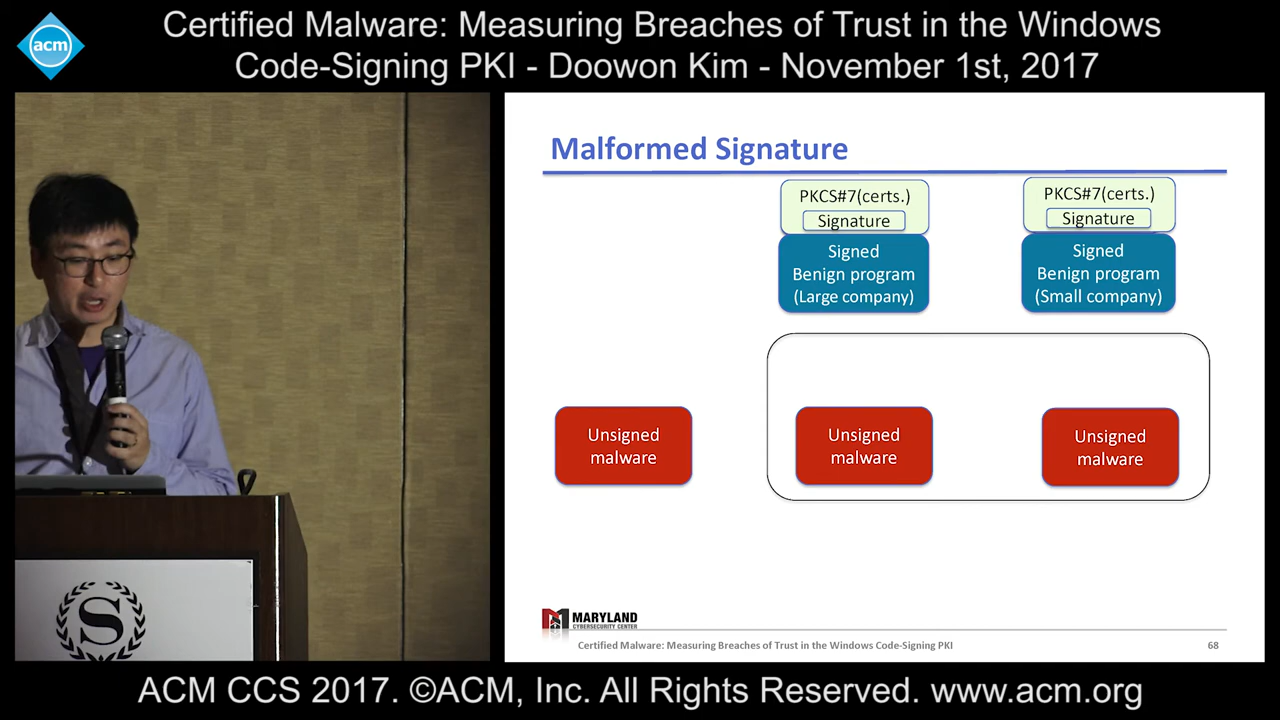 Certified Malware: Measuring Breaches of Trust in the Windows
Code-Signing PKI - Doowon Kim - November 1st, 2017
acm
Malformed Signature
PKCS#7(certs.)
Signature
Signed
Benign program
(Large company)
PKCS#7(certs.)
Signature
Signed
Benign program
(Small company)
Unsigned
malware
Unsigned
malware
Unsigned
malware
S
MARYLAND
CYBERSECURITY CENTER
Certified Malware: Measuring Breaches of Trust in the Windows Code-Signing PKI
68
ACM CCS 2017. ©ACM, Inc. All Rights Reserved. www.acm.org